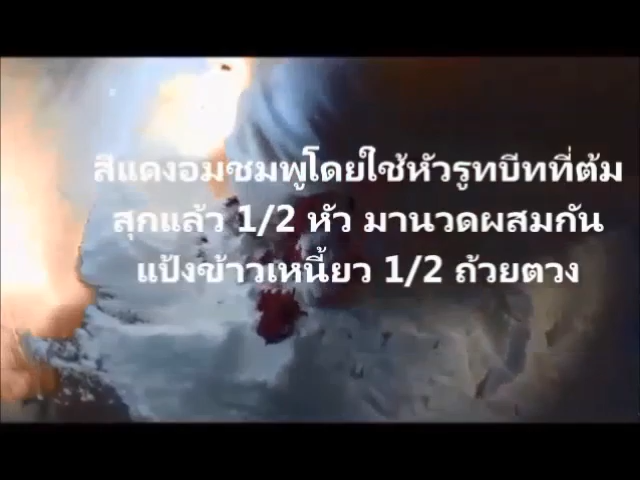 สีแดงอมชมพูโดยใช้หัวรูทบีทที่ต้ม
สุกแล้ว 1/2 หัว มานวดผสมกัน
แป้งข้าวเหนี้ยว 1/2 ถ้วยตวง